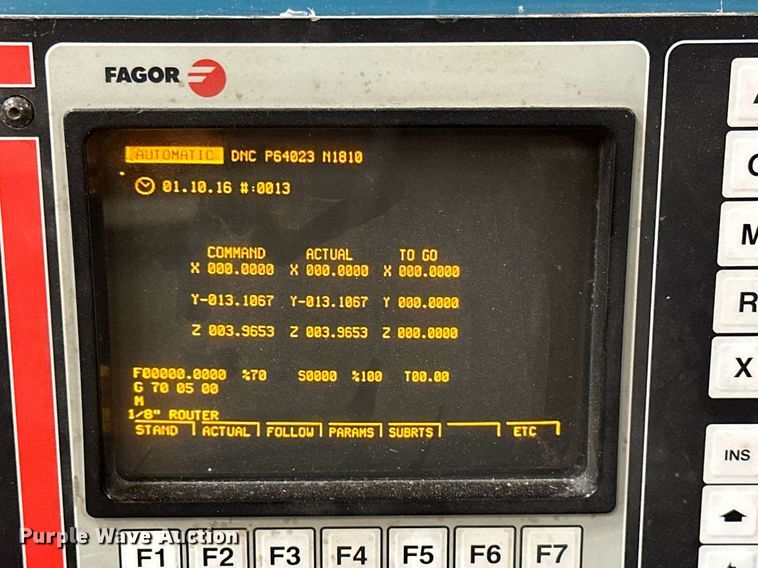 FAGOR
AUTOMATIC DNC P64023 N1810
01.10.16 #:0013
COMMAND ACTUAL TO GO
X 000.0000 X 000.0000 X 000.0000
Y-013.1067 Y-013.1067 Y 000.0000
Z 003.9653 Z 003.9653 Z 000.0000
F00000.0000 %70 S0000 %100 T00.00
G 70 05 00
M
1/8" ROUTER
STAND ACTUAL FOLLOW PARAMS SUBRTS ETC
M
R
X
INS
F1 F2 F3 F4 F5 F6 F7
Purple Wave Auction